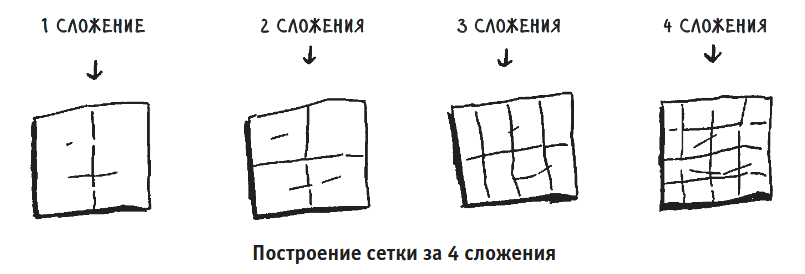 1 СЛОЖЕНИЕ
2 СЛОЖЕНИЯ
3 СЛОЖЕНИЯ
4 СЛОЖЕНИЯ
Построение сетки за 4 сложения